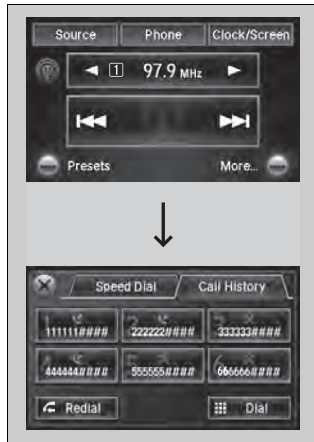 Source Phone Clock/Screen
1 97.9 MHz
Presets More...
Speed Dial Call History
111111#### 222222#### 333333####
444444#### 555555#### 666666####
Redial Dial